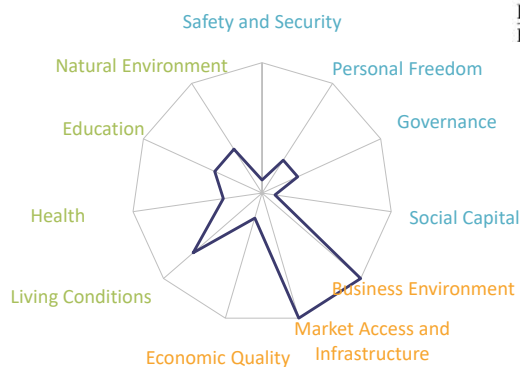 Safety and Security
Natural Environment
Personal Freedom
Education
Governance
Health
Social Capital
Living Conditions
Business Environment
Market Access and
Infrastructure
Economic Quality